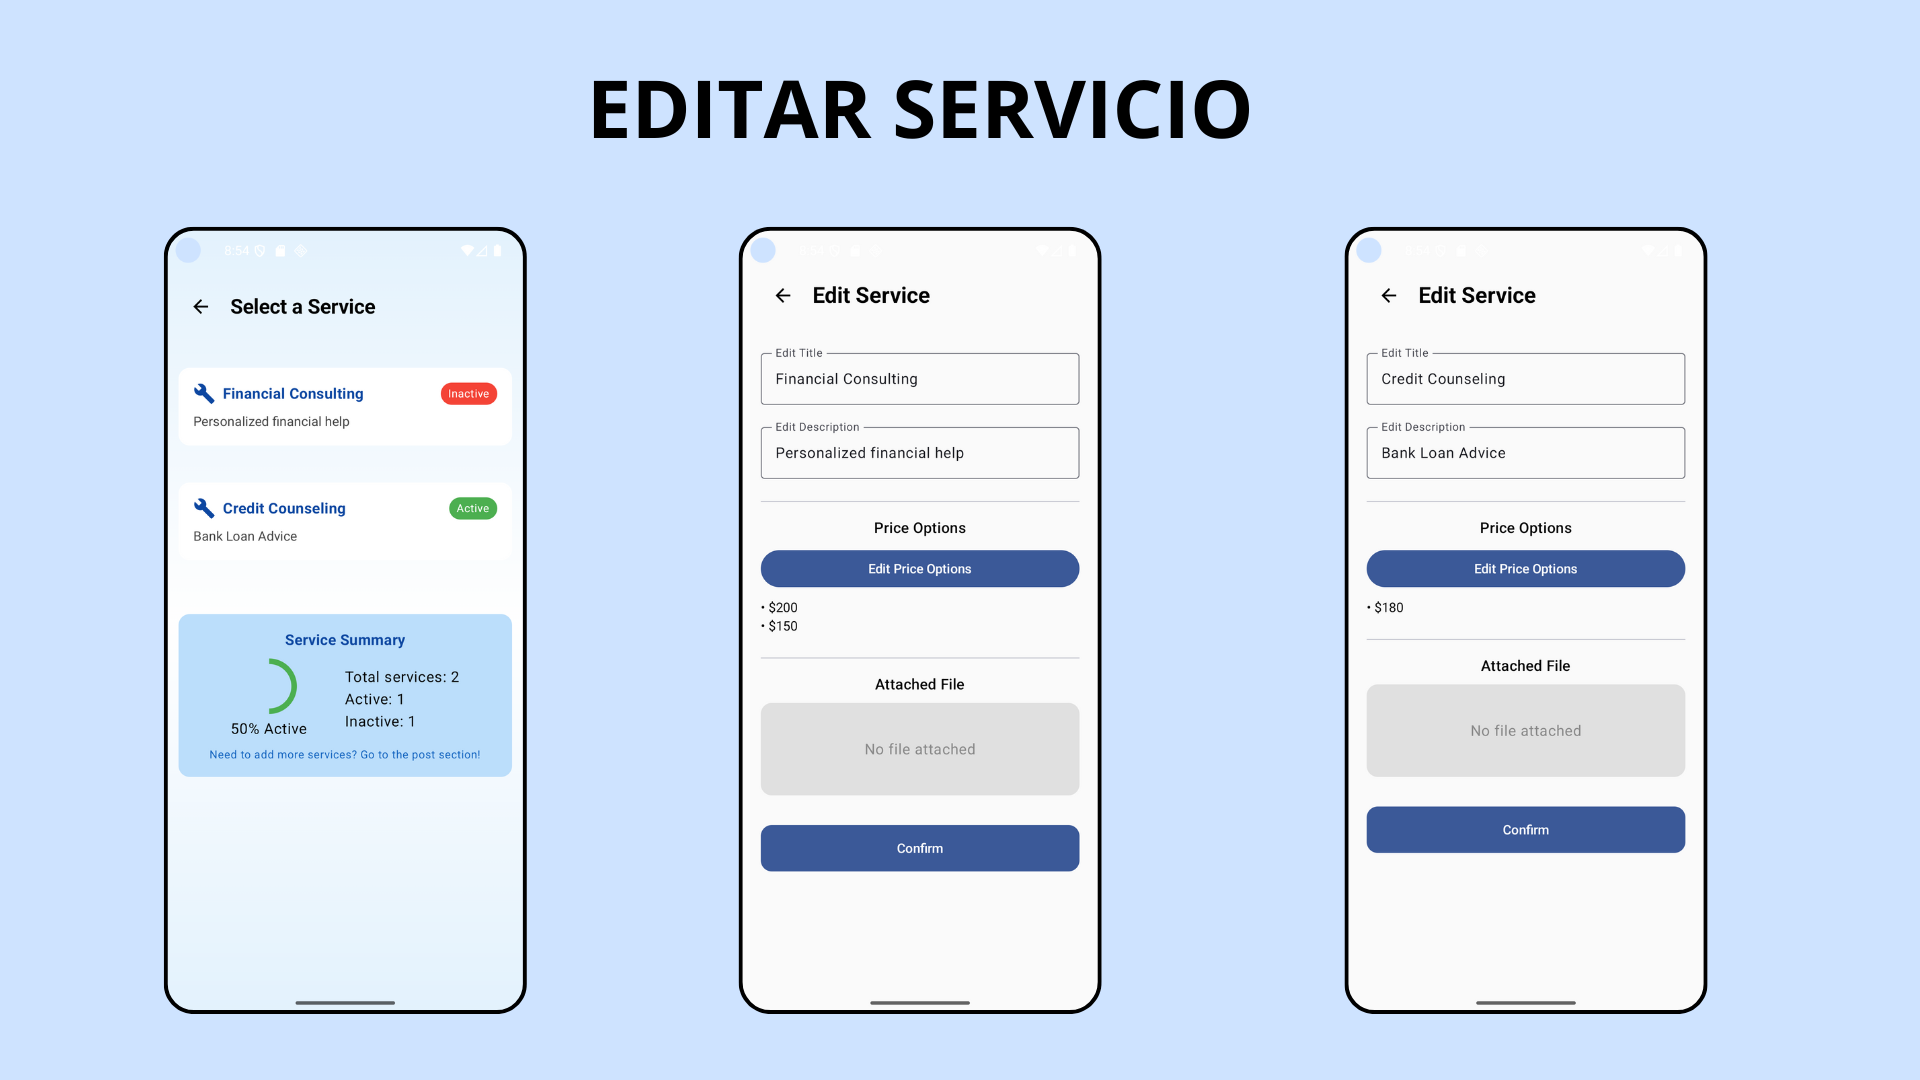 EDITAR SERVICIO
8:54
Select a Service
Financial Consulting
Inactive
Personalized financial help
Credit Counseling
Active
Bank Loan Advice
Service Summary
Total services: 2
Active: 1
Inactive: 1
50% Active
Need to add more services? Go to the post section!
Edit Service
Edit Title
Financial Consulting
Edit Description
Personalized financial help
Price Options
Edit Price Options
• $200
• $150
Attached File
No file attached
Confirm
Edit Service
Edit Title
Credit Counseling
Edit Description
Bank Loan Advice
Price Options
Edit Price Options
• $180
Attached File
No file attached
Confirm